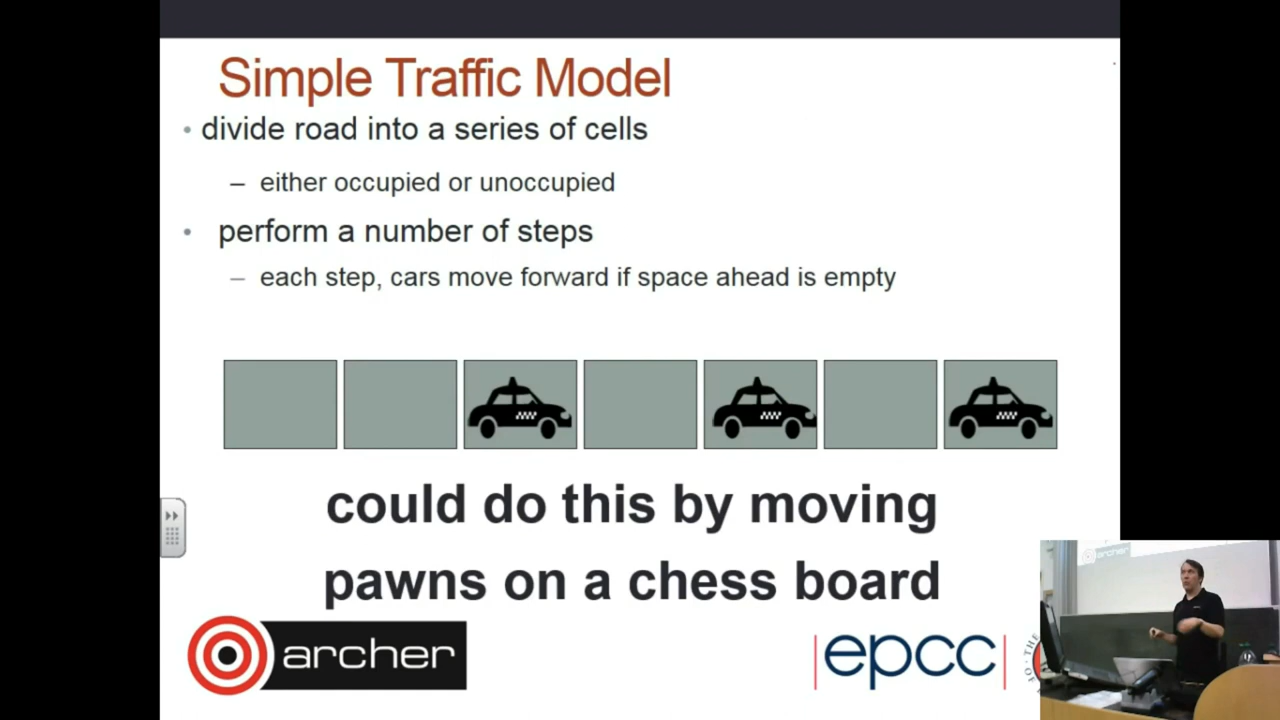 Simple Traffic Model
• divide road into a series of cells
– either occupied or unoccupied
• perform a number of steps
– each step, cars move forward if space ahead is empty
could do this by moving
pawns on a chess board
archer
epcc
archer